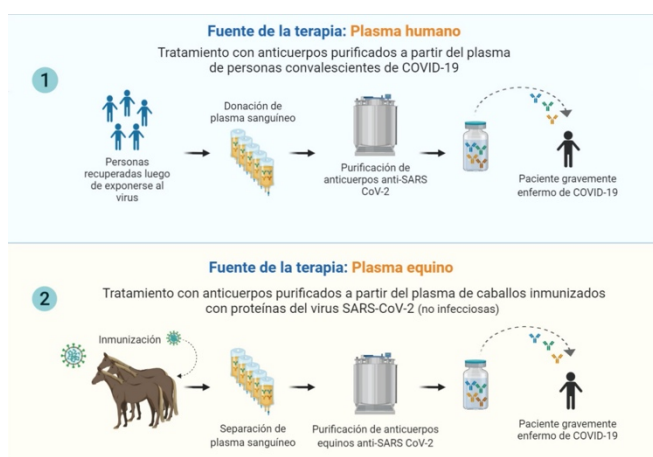 Fuente de la terapia: Plasma humano
Tratamiento con anticuerpos purificados a partir del plasma
de personas convalescientes de COVID-19
1
Personas
recuperadas luego
de exponerse al
virus
Donación de
plasma sanguíneo
Purificación de
anticuerpos anti-SARS
CoV-2
Paciente gravemente
enfermo de COVID-19
Fuente de la terapia: Plasma equino
2
Tratamiento con anticuerpos purificados a partir del plasma de caballos inmunizados
con proteínas del virus SARS-CoV-2 (no infecciosas)
Inmunización
Separación de
plasma sanguíneo
Purificación de anticuerpos
equinos anti-SARS CoV-2
Paciente gravemente
enfermo de COVID-19